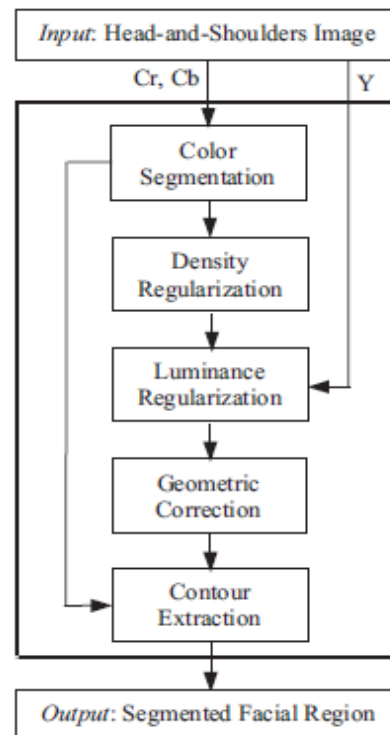 Input: Head-and-Shoulders Image
Cr, Cb
Y
Color
Segmentation
Density
Regularization
Luminance
Regularization
Geometric
Correction
Contour
Extraction
Output: Segmented Facial Region